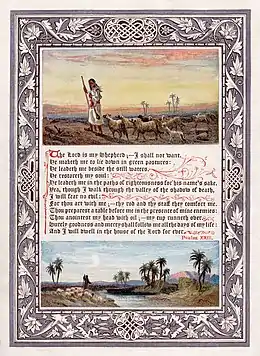 The Lord is my Shepherd;—I shall not want.
He maketh me to lie down in green pastures:
He leadeth me beside the still waters.
He restoreth my soul:
He leadeth me in the paths of righteousness for his name's sake.
Yea, though I walk through the valley of the shadow of death,
I will fear no evil:
For thou art with me;—thy rod and thy staff they comfort me.
Thou preparest a table before me in the presence of mine enemies:
Thou anointest my head with oil;—my cup runneth over.
Surely goodness and mercy shall follow me all the days of my life:
And I will dwell in the house of the Lord for ever.
Psalm XXIII.